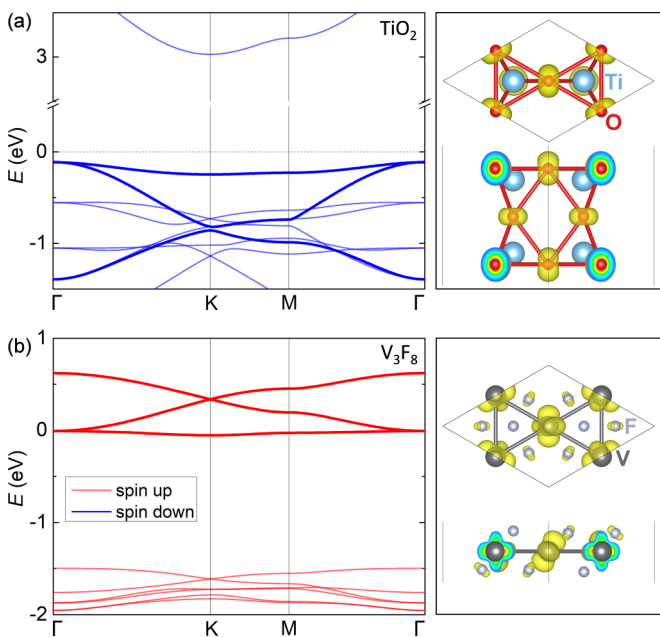 (a)
TiO₂
3
0
-1
E (eV)
Γ K M Γ
Ti
O
(b)
V₃F₈
1
0
-1
-2
E (eV)
spin up
spin down
Γ K M Γ
F
V